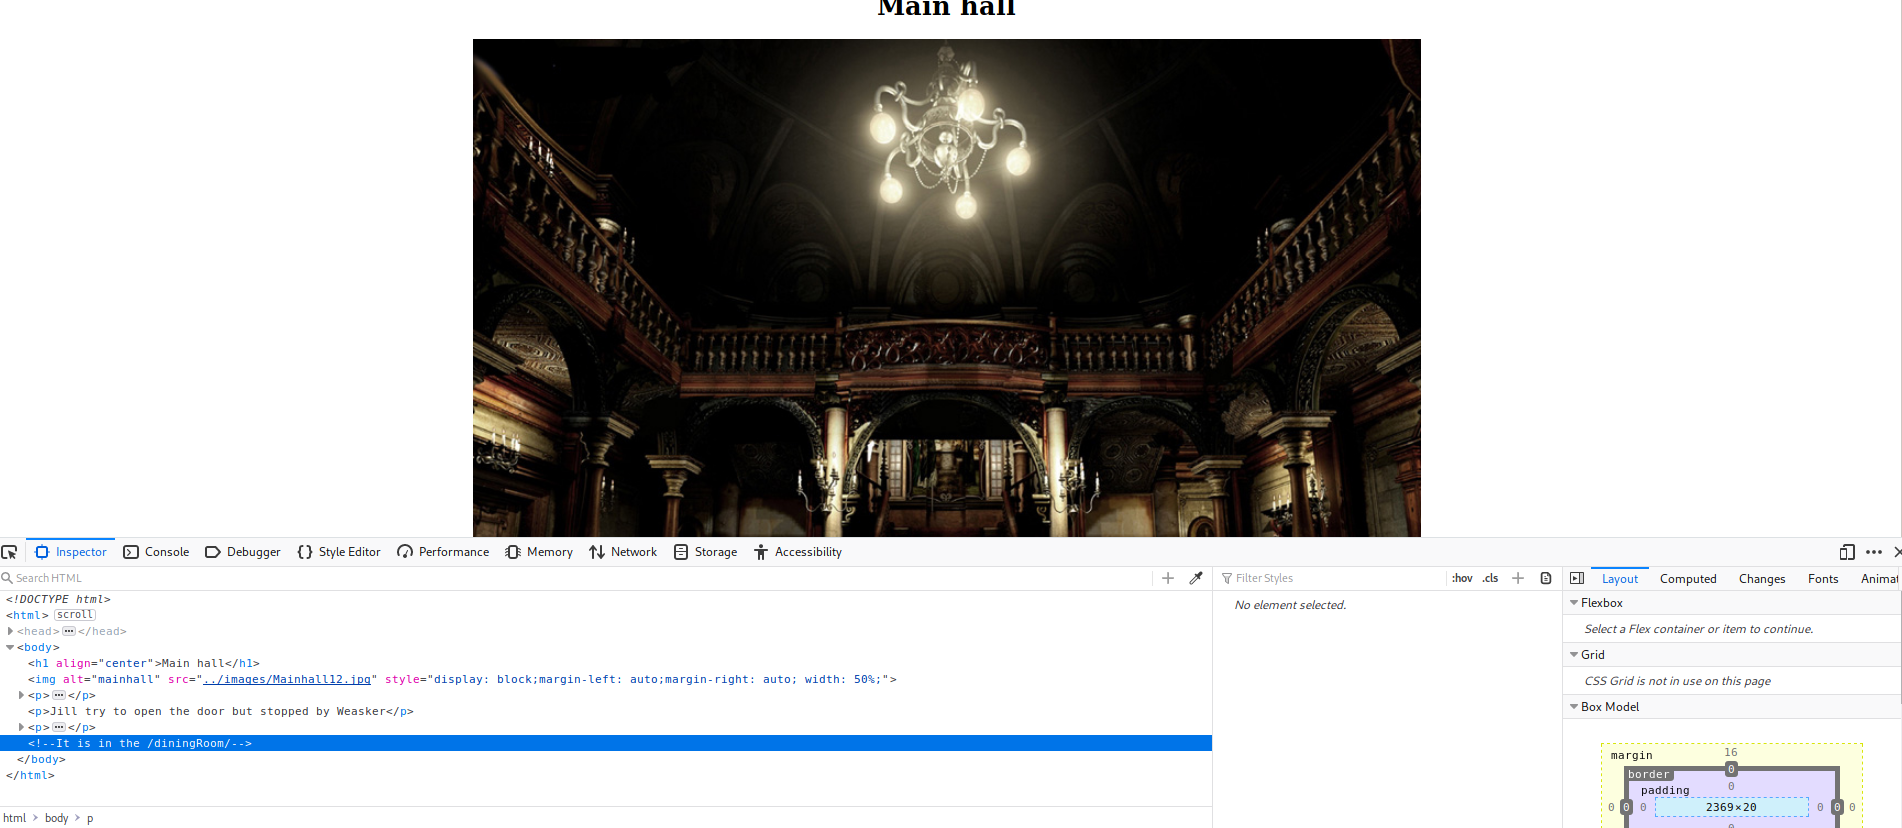 Main hall
Inspector Console Debugger Style Editor Performance Memory Network Storage Accessibility
Search HTML
Filter Styles :hov .cls
Layout Computed Changes Fonts
<!DOCTYPE html>
<html> scroll
<head> ... </head>
<body>
<h1 align="center">Main hall</h1>
<img alt="mainhall" src="../images/Mainhall12.jpg" style="display: block;margin-left: auto;margin-right: auto; width: 50%;">
<p> ... </p>
<p>Jill try to open the door but stopped by Weasker</p>
<p> ... </p>
<!--It is in the /diningRoom/-->
</body>
</html>
html > body > p
No element selected.
Flexbox
Select a Flex container or item to continue.
Grid
CSS Grid is not in use on this page
Box Model
margin 16
border 0
padding 0
0 0 0 2369×20 0 0 0